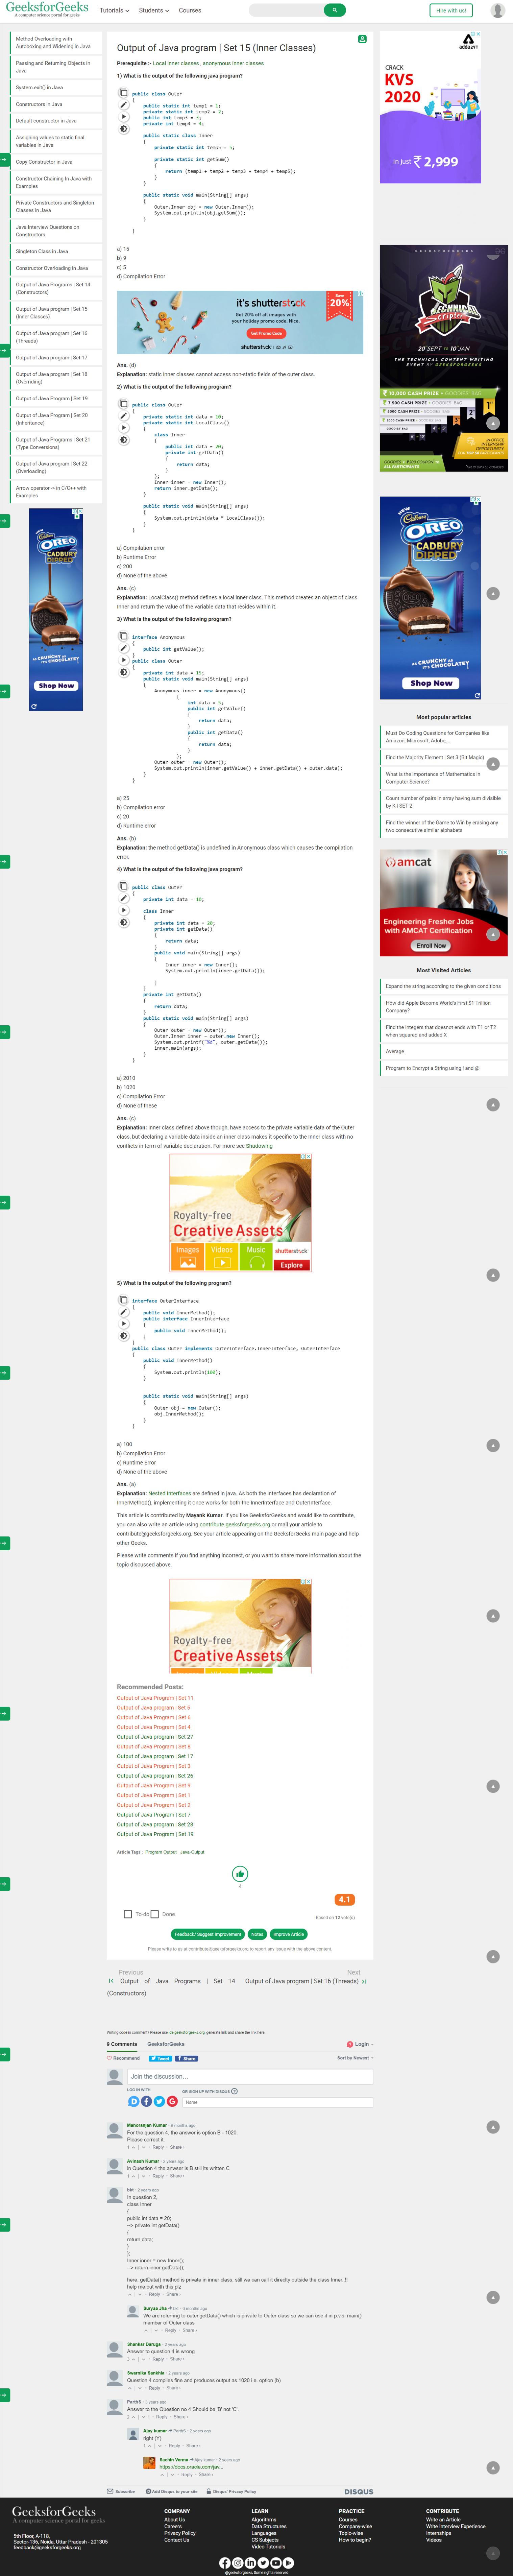 GeeksforGeeks
A computer science portal for geeks
Tutorials
Students
Courses
Hire with us!
Method Overloading with
Autoboxing and Widening in Java
Passing and Returning Objects in
Java
System.exit() in Java
Constructors in Java
Default constructor in Java
Assigning values to static final
variables in Java
Copy Constructor in Java
Constructor Chaining In Java with
Examples
Private Constructors and Singleton
Classes in Java
Java Interview Questions on
Constructors
Singleton Class in Java
Constructor Overloading in Java
Output of Java Programs | Set 14
(Constructors)
Output of Java program | Set 15
(Inner Classes)
Output of Java program | Set 16
(Threads)
Output of Java program | Set 17
Output of Java program | Set 18
(Overriding)
Output of Java Program | Set 19
Output of Java Program | Set 20
(Inheritance)
Output of Java Programs | Set 21
(Type Conversions)
Output of Java program | Set 22
(Overloading)
Arrow operator -> in C/C++ with
Examples
NEW
OREO
CADBURY
DIPPED
AS CRUNCHY AS
IT'S CHOCOLATEY
Shop Now
Output of Java program | Set 15 (Inner Classes)
Prerequisite :- Local inner classes , anonymous inner classes
1) What is the output of the following java program?
public class Outer
{
public static int temp1 = 1;
private static int temp2 = 2;
public int temp3 = 3;
private int temp4 = 4;
public static class Inner
{
private static int temp5 = 5;
private static int getSum()
{
return (temp1 + temp2 + temp3 + temp4 + temp5);
}
}
public static void main(String[] args)
{
Outer.Inner obj = new Outer.Inner();
System.out.println(obj.getSum());
}
}
a) 15
b) 9
c) 5
d) Compilation Error
it's shutterstock
Get 20% off all images with
your holiday promo code. Nice.
Get Promo Code
shutterstock
Save
20%
Ans. (d)
Explanation: static inner classes cannot access non-static fields of the outer class.
2) What is the output of the following program?
public class Outer
{
private static int data = 10;
private static int LocalClass()
{
class Inner
{
public int data = 20;
private int getData()
{
return data;
}
};
Inner inner = new Inner();
return inner.getData();
}
public static void main(String[] args)
{
System.out.println(data * LocalClass());
}
}
a) Compilation error
b) Runtime Error
c) 200
d) None of the above
Ans. (c)
Explanation: LocalClass() method defines a local inner class. This method creates an object of class
Inner and return the value of the variable data that resides within it.
3) What is the output of the following program?
interface Anonymous
{
public int getValue();
}
public class Outer
{
private int data = 15;
public static void main(String[] args)
{
Anonymous inner = new Anonymous()
{
int data = 5;
public int getValue()
{
return data;
}
public int getData()
{
return data;
}
};
Outer outer = new Outer();
System.out.println(inner.getValue() + inner.getData() + outer.data);
}
}
a) 25
b) Compilation error
c) 20
d) Runtime error
Ans. (b)
Explanation: the method getData() is undefined in Anonymous class which causes the compilation
error.
4) What is the output of the following java program?
public class Outer
{
private int data = 10;
class Inner
{
private int data = 20;
private int getData()
{
return data;
}
public void main(String[] args)
{
Inner inner = new Inner();
System.out.println(inner.getData());
}
}
private int getData()
{
return data;
}
public static void main(String[] args)
{
Outer outer = new Outer();
Outer.Inner inner = outer.new Inner();
System.out.printf("%d", outer.getData());
inner.main(args);
}
}
a) 2010
b) 1020
c) Compilation Error
d) None of these
Ans. (c)
Explanation: Inner class defined above though, have access to the private variable data of the Outer
class, but declaring a variable data inside an inner class makes it specific to the Inner class with no
conflicts in term of variable declaration. For more see Shadowing
Royalty-free
Creative Assets
Images
Videos
Music
shutterstock
Explore
5) What is the output of the following program?
interface OuterInterface
{
public void InnerMethod();
public interface InnerInterface
{
public void InnerMethod();
}
}
public class Outer implements OuterInterface.InnerInterface, OuterInterface
{
public void InnerMethod()
{
System.out.println(100);
}
public static void main(String[] args)
{
Outer obj = new Outer();
obj.InnerMethod();
}
}
a) 100
b) Compilation Error
c) Runtime Error
d) None of the above
Ans. (a)
Explanation: Nested Interfaces are defined in java. As both the interfaces has declaration of
InnerMethod(), implementing it once works for both the InnerInterface and OuterInterface.
This article is contributed by Mayank Kumar. If you like GeeksforGeeks and would like to contribute,
you can also write an article using contribute.geeksforgeeks.org or mail your article to
contribute@geeksforgeeks.org. See your article appearing on the GeeksforGeeks main page and help
other Geeks.
Please write comments if you find anything incorrect, or you want to share more information about the
topic discussed above.
Royalty-free
Creative Assets
Recommended Posts:
Output of Java Program | Set 11
Output of Java program | Set 5
Output of Java Program | Set 6
Output of Java program | Set 4
Output of Java program | Set 27
Output of Java Program | Set 8
Output of Java program | Set 17
Output of Java Program | Set 3
Output of Java program | Set 26
Output of Java program | Set 9
Output of Java Program | Set 1
Output of Java Program | Set 2
Output of Java Program | Set 7
Output of Java program | Set 28
Output of Java Program | Set 19
Article Tags : Program Output Java-Output
4
4.1
To-do
Done
Based on 12 vote(s)
Feedback/ Suggest Improvement
Notes
Improve Article
Please write to us at contribute@geeksforgeeks.org to report any issue with the above content.
Previous
Output of Java Programs | Set 14
(Constructors)
Next
Output of Java program | Set 16 (Threads)
Writing code in comment? Please use ide.geeksforgeeks.org, generate link and share the link here.
9 Comments
GeeksforGeeks
Login
Recommend
Tweet
Share
Sort by Newest
Join the discussion...
LOG IN WITH
OR SIGN UP WITH DISQUS
Name
Manoranjan Kumar • 9 months ago
For the question 4, the answer is option B - 1020.
Please correct it.
1 Reply Share ›
Avinash Kumar • 2 years ago
in Question 4 the anwser is B still its written C
1 Reply Share ›
bkt • 2 years ago
In question 2,
class Inner
{
public int data = 20;
--> private int getData()
{
return data;
}
};
Inner inner = new Inner();
--> return inner.getData();
here, getData() method is private in inner class, still we can call it directly outside the class Inner..!!
help me out with this plz
Reply Share ›
Suryaa Jha bkt • 9 months ago
We are referring to outer.getData() which is private to Outer class so we can use it in p.v.s. main()
member of Outer class
Reply Share ›
Shankar Daruga • 2 years ago
Answer to question 4 is wrong
3 Reply Share ›
Swarnika Sankhla • 2 years ago
Question 4 compiles fine and produces output as 1020 i.e. option (b)
Reply Share ›
ParthS • 3 years ago
Answer to the Question no 4 Should be 'B' not 'C'.
2 Reply Share ›
Ajay kumar ParthS • 3 years ago
right (Y)
1 Reply Share ›
Sachin Verma Ajay kumar • 2 years ago
https://docs.oracle.com/jav...
Reply Share ›
Subscribe
Add Disqus to your site
Disqus' Privacy Policy
DISQUS
addazy!
CRACK
KVS
2020
in just ₹ 2,999
GEEKSFORGEEKS
TECHNICAL
Scripter
20 SEPT TO 10 JAN
THE TECHNICAL CONTENT WRITING
EVENT BY GEEKSFORGEEKS
₹ 10,000 CASH PRIZE + GOODIES BAG
₹ 7,500 CASH PRIZE + GOODIES BAG
NEW
OREO
CADBURY
DIPPED
AS CRUNCHY AS
IT'S CHOCOLATEY
Shop Now
Most popular articles
Must Do Coding Questions for Companies like
Amazon, Microsoft, Adobe, ...
Find the Majority Element | Set 3 (Bit Magic)
What is the Importance of Mathematics in
Computer Science?
Count number of pairs in array having sum divisible
by K | SET 2
Find the winner of the Game to Win by erasing any
two consecutive similar alphabets
amcat
Engineering Fresher Jobs
with AMCAT Certification
Enroll Now
Most Visited Articles
Expand the string according to the given conditions
How did Apple Become World's First $1 Trillion
Company?
Find the integers that doesnot ends with T1 or T2
when squared and added X
Average
Program to Encrypt a String using ! and @
GeeksforGeeks
A computer science portal for geeks
5th Floor, A-118,
Sector-136, Noida, Uttar Pradesh - 201305
feedback@geeksforgeeks.org
COMPANY
About Us
Careers
Privacy Policy
Contact Us
LEARN
Algorithms
Data Structures
Languages
CS Subjects
Video Tutorials
PRACTICE
Courses
Company-wise
Topic-wise
How to begin?
CONTRIBUTE
Write an Article
Write Interview Experience
Internships
Videos
@geeksforgeeks, Some rights reserved